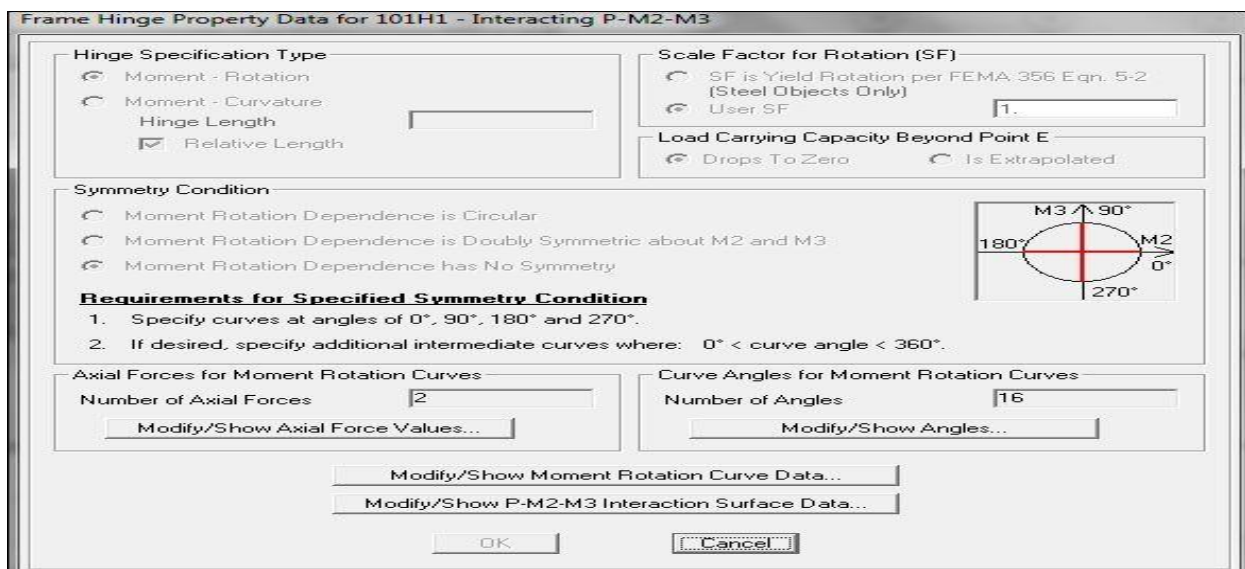 Frame Hinge Property Data for 101H1 - Interacting P-M2-M3
Hinge Specification Type
Moment - Rotation
Moment - Curvature
Hinge Length
Relative Length
Scale Factor for Rotation (SF)
SF is Yield Rotation per FEMA 356 Eqn. 5-2
(Steel Objects Only)
User SF
1.
Load Carrying Capacity Beyond Point E
Drops To Zero
Is Extrapolated
Symmetry Condition
Moment Rotation Dependence is Circular
Moment Rotation Dependence is Doubly Symmetric about M2 and M3
Moment Rotation Dependence has No Symmetry
M3
90°
180°
M2
0°
270°
Requirements for Specified Symmetry Condition
1. Specify curves at angles of 0°, 90°, 180° and 270°.
2. If desired, specify additional intermediate curves where: 0° < curve angle < 360°.
Axial Forces for Moment Rotation Curves
Number of Axial Forces
2
Modify/Show Axial Force Values...
Curve Angles for Moment Rotation Curves
Number of Angles
16
Modify/Show Angles...
Modify/Show Moment Rotation Curve Data...
Modify/Show P-M2-M3 Interaction Surface Data...
OK
Cancel